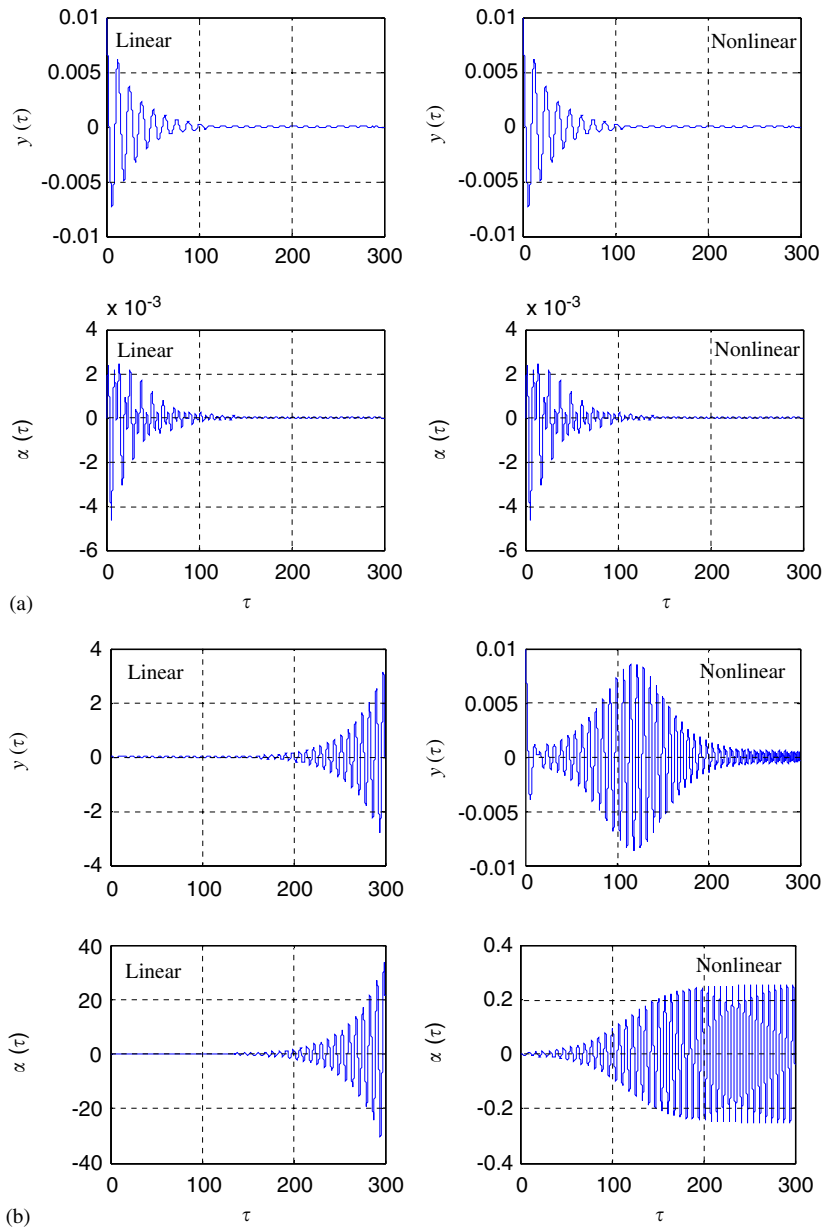 0.01
0.005
0
-0.005
-0.01
y (τ)
Linear
0 100 200 300
0.01
0.005
0
-0.005
-0.01
y (τ)
Nonlinear
0 100 200 300
x 10-3
4
2
0
-2
-4
-6
α (τ)
Linear
0 100 200 300
τ
x 10-3
4
2
0
-2
-4
-6
α (τ)
Nonlinear
0 100 200 300
τ
(a)
4
2
0
-2
-4
y (τ)
Linear
0 100 200 300
0.01
0.005
0
-0.005
-0.01
y (τ)
Nonlinear
0 100 200 300
40
20
0
-20
-40
α (τ)
Linear
0 100 200 300
τ
0.4
0.2
0
-0.2
-0.4
α (τ)
Nonlinear
0 100 200 300
τ
(b)